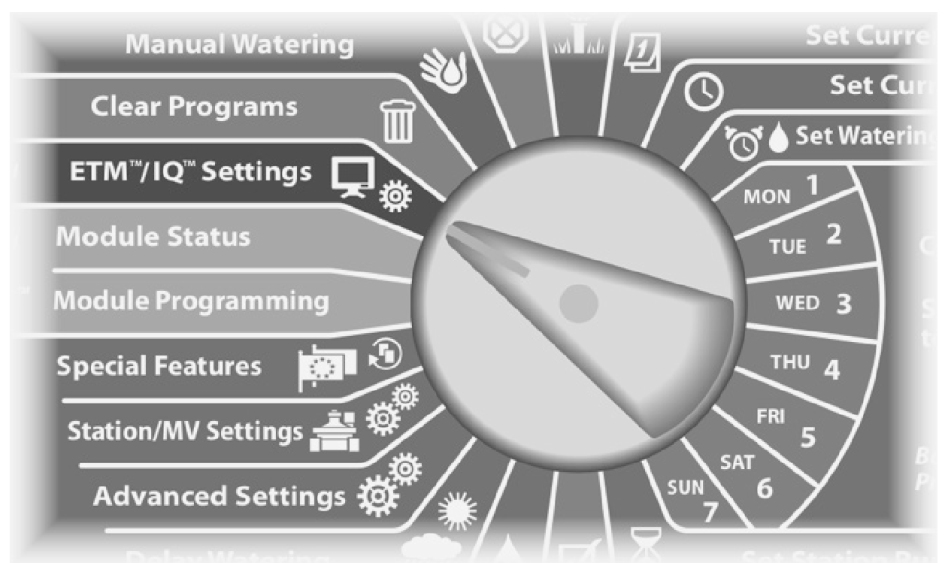 Manual Watering
Clear Programs
ETM™/IQ™ Settings
Module Status
Module Programming
Special Features
Station/MV Settings
Advanced Settings
Delay Watering
1
Set Curre
Set Cur
Set Watering
MON 1
TUE 2
WED 3
THU 4
FRI 5
SAT 6
SUN 7
Set Station Ru